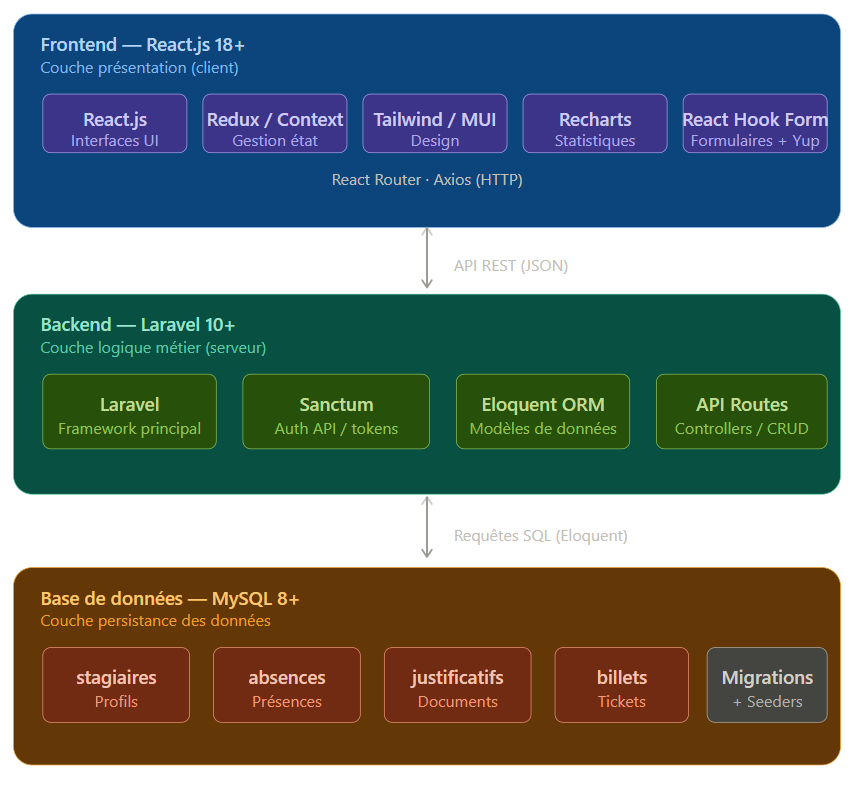 Frontend — React.js 18+
Couche présentation (client)
React.js
Interfaces UI
Redux / Context
Gestion état
Tailwind / MUI
Design
Recharts
Statistiques
React Hook Form
Formulaires + Yup
React Router · Axios (HTTP)
API REST (JSON)
Backend — Laravel 10+
Couche logique métier (serveur)
Laravel
Framework principal
Sanctum
Auth API / tokens
Eloquent ORM
Modèles de données
API Routes
Controllers / CRUD
Requêtes SQL (Eloquent)
Base de données — MySQL 8+
Couche persistance des données
stagiaires
Profils
absences
Présences
justificatifs
Documents
billets
Tickets
Migrations
+ Seeders